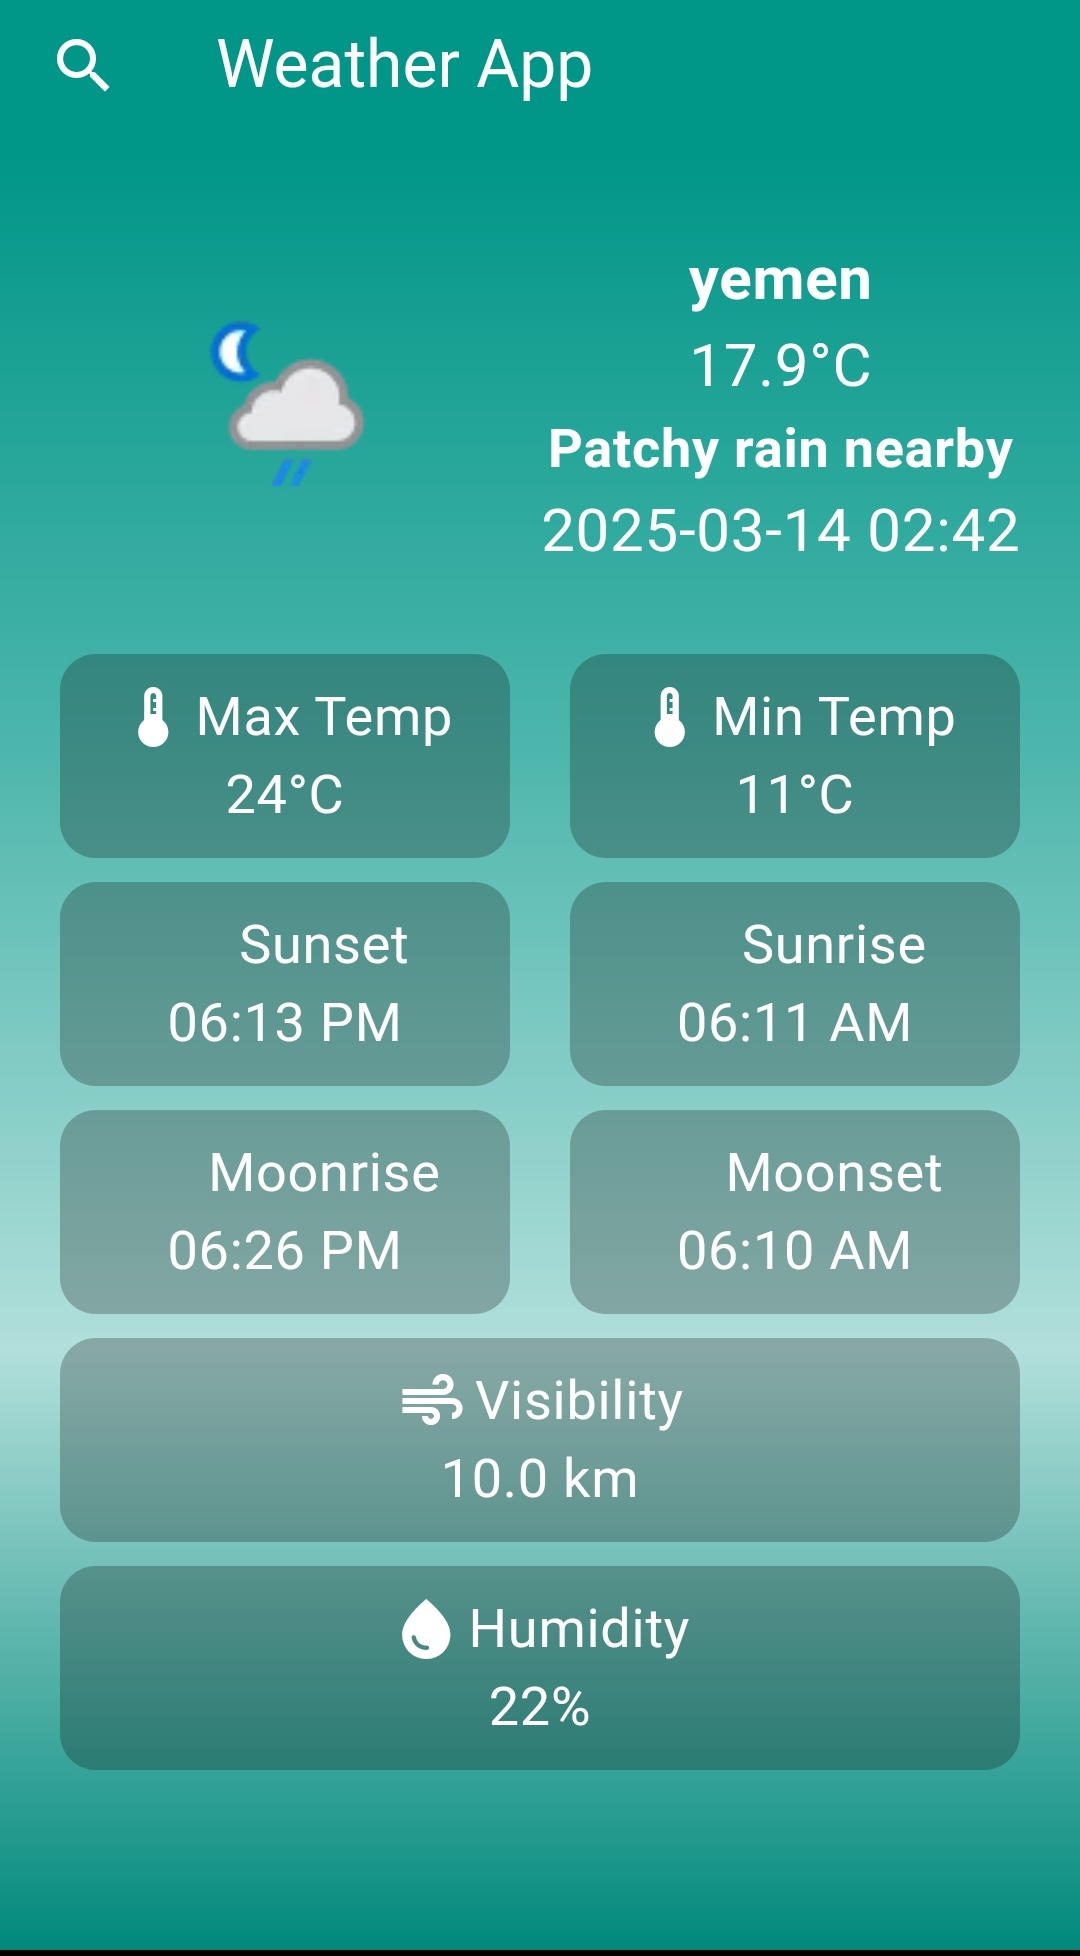 Weather App
yemen
17.9°C
Patchy rain nearby
2025-03-14 02:42
Max Temp
24°C
Min Temp
11°C
Sunset
06:13 PM
Sunrise
06:11 AM
Moonrise
06:26 PM
Moonset
06:10 AM
Visibility
10.0 km
Humidity
22%